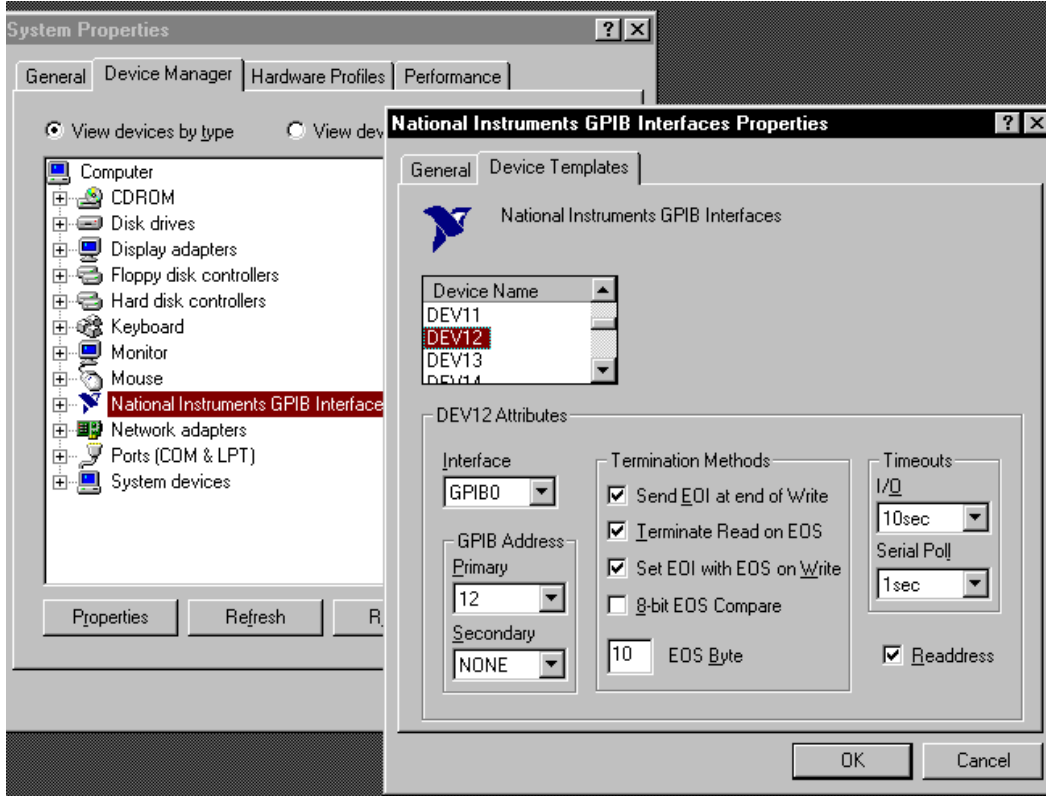 System Properties
General Device Manager Hardware Profiles Performance
View devices by type View dev
Computer
CDROM
Disk drives
Display adapters
Floppy disk controllers
Hard disk controllers
Keyboard
Monitor
Mouse
National Instruments GPIB Interface
Network adapters
Ports (COM & LPT)
System devices
Properties Refresh R
National Instruments GPIB Interfaces Properties
General Device Templates
National Instruments GPIB Interfaces
Device Name
DEV11
DEV12
DEV13
DEV14
DEV12 Attributes
Interface
GPIB0
GPIB Address
Primary
12
Secondary
NONE
Termination Methods
Send EOI at end of Write
Terminate Read on EOS
Set EOI with EOS on Write
8-bit EOS Compare
10 EOS Byte
Timeouts
I/O
10sec
Serial Poll
1sec
Readdress
OK Cancel